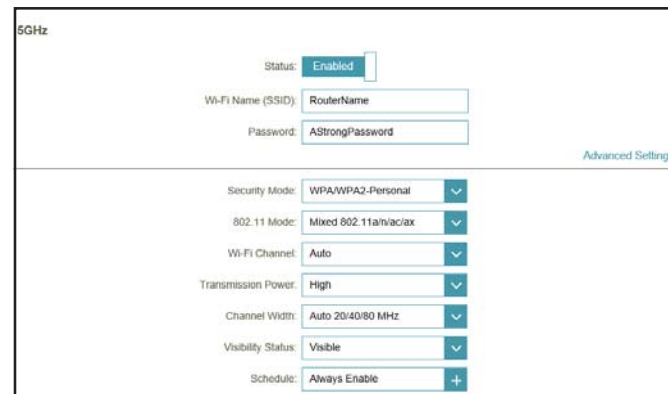 5GHz
Status: Enabled
Wi-Fi Name (SSID): RouterName
Password: AStrongPassword
Advanced Setting
Security Mode: WPA/WPA2-Personal
802.11 Mode: Mixed 802.11a/n/ac/ax
Wi-Fi Channel: Auto
Transmission Power: High
Channel Width: Auto 20/40/80 MHz
Visibility Status: Visible
Schedule: Always Enable +